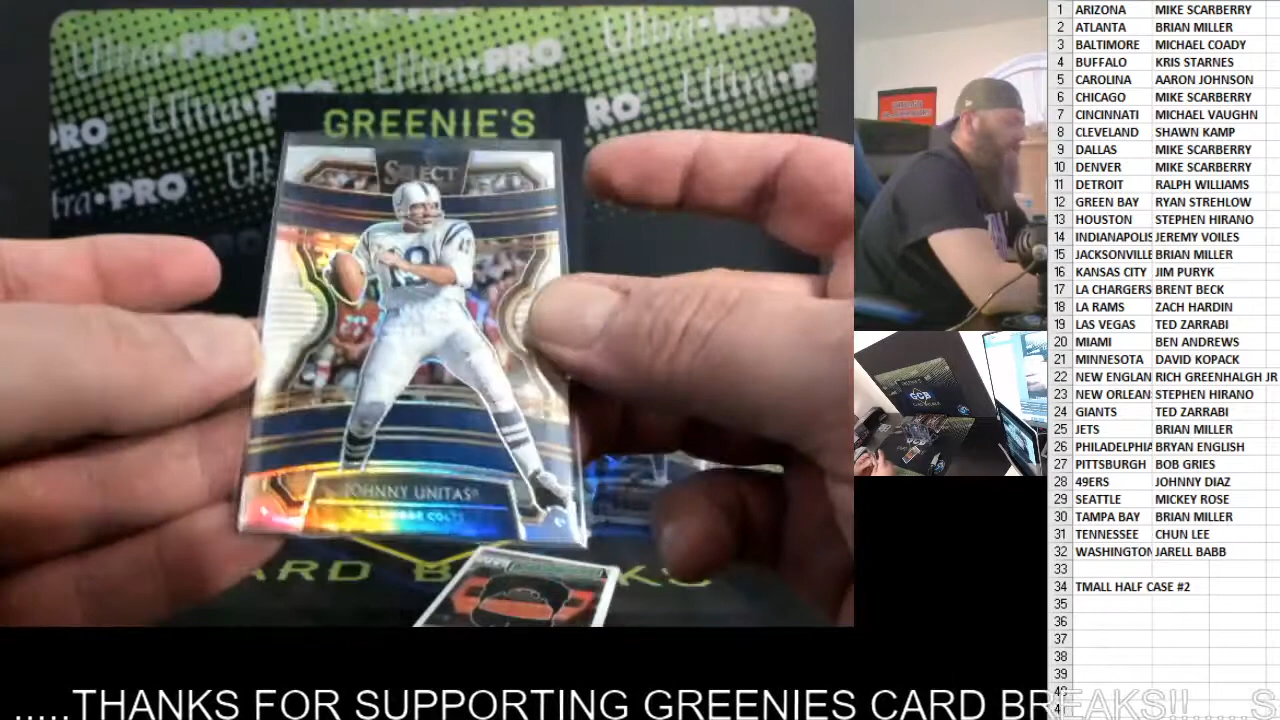 Ultra•PRO
Ultra•PRO
Ultra•PRO
GREENIE'S
SELECT
19
JOHNNY UNITAS
COLTS
CARD BREAKS
1 ARIZONA MIKE SCARBERRY
2 ATLANTA BRIAN MILLER
3 BALTIMORE MICHAEL COADY
4 BUFFALO KRIS STARNES
5 CAROLINA AARON JOHNSON
6 CHICAGO MIKE SCARBERRY
7 CINCINNATI MICHAEL VAUGHN
8 CLEVELAND SHAWN KAMP
9 DALLAS MIKE SCARBERRY
10 DENVER MIKE SCARBERRY
11 DETROIT RALPH WILLIAMS
12 GREEN BAY RYAN STREHLOW
13 HOUSTON STEPHEN HIRANO
14 INDIANAPOLIS JEREMY VOILES
15 JACKSONVILLE BRIAN MILLER
16 KANSAS CITY JIM PURYK
17 LA CHARGERS BRENT BECK
18 LA RAMS ZACH HARDIN
19 LAS VEGAS TED ZARRABI
20 MIAMI BEN ANDREWS
21 MINNESOTA DAVID KOPACK
22 NEW ENGLAN RICH GREENHALGH JR
23 NEW ORLEAN STEPHEN HIRANO
24 GIANTS TED ZARRABI
25 JETS BRIAN MILLER
26 PHILADELPHIA BRYAN ENGLISH
27 PITTSBURGH BOB GRIES
28 49ERS JOHNNY DIAZ
29 SEATTLE MICKEY ROSE
30 TAMPA BAY BRIAN MILLER
31 TENNESSEE CHUN LEE
32 WASHINGTON JARELL BABB
33
34 TMALL HALF CASE #2
35
36
37
38
39
.....THANKS FOR SUPPORTING GREENIES CARD BREAKS!!.....S